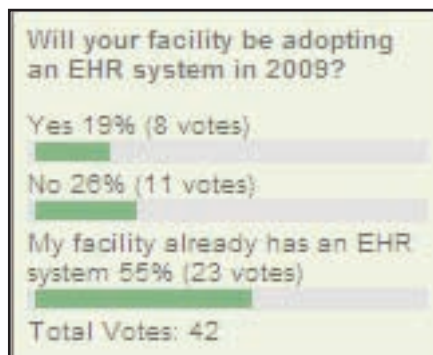 Will your facility be adopting
an EHR system in 2009?
Yes 19% (8 votes)
No 26% (11 votes)
My facility already has an EHR
system 55% (23 votes)
Total Votes: 42